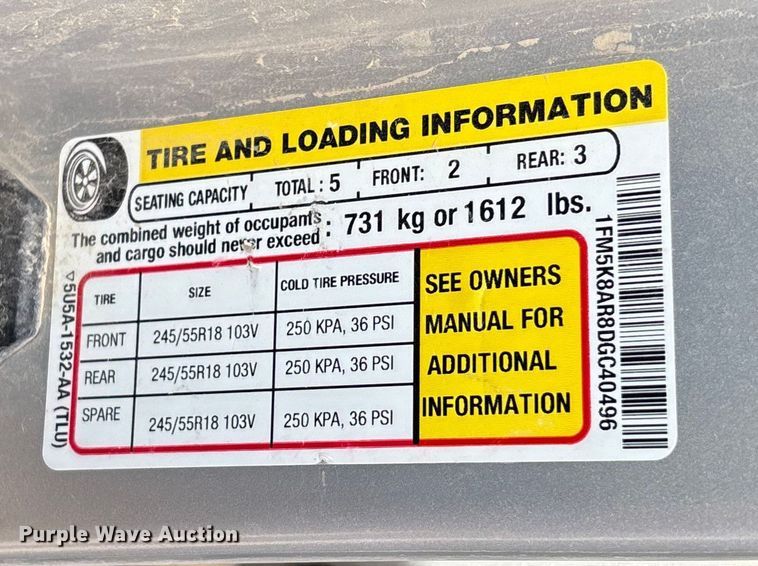 TIRE AND LOADING INFORMATION
SEATING CAPACITY TOTAL: 5 FRONT: 2 REAR: 3
The combined weight of occupants
and cargo should never exceed : 731 kg or 1612 lbs.
TIRE SIZE COLD TIRE PRESSURE
FRONT 245/55R18 103V 250 KPA, 36 PSI
REAR 245/55R18 103V 250 KPA, 36 PSI
SPARE 245/55R18 103V 250 KPA, 36 PSI
SEE OWNERS
MANUAL FOR
ADDITIONAL
INFORMATION
▽5U5A-1532-AA (TLU)
1FM5K8AR8DGC40496
Purple Wave Auction